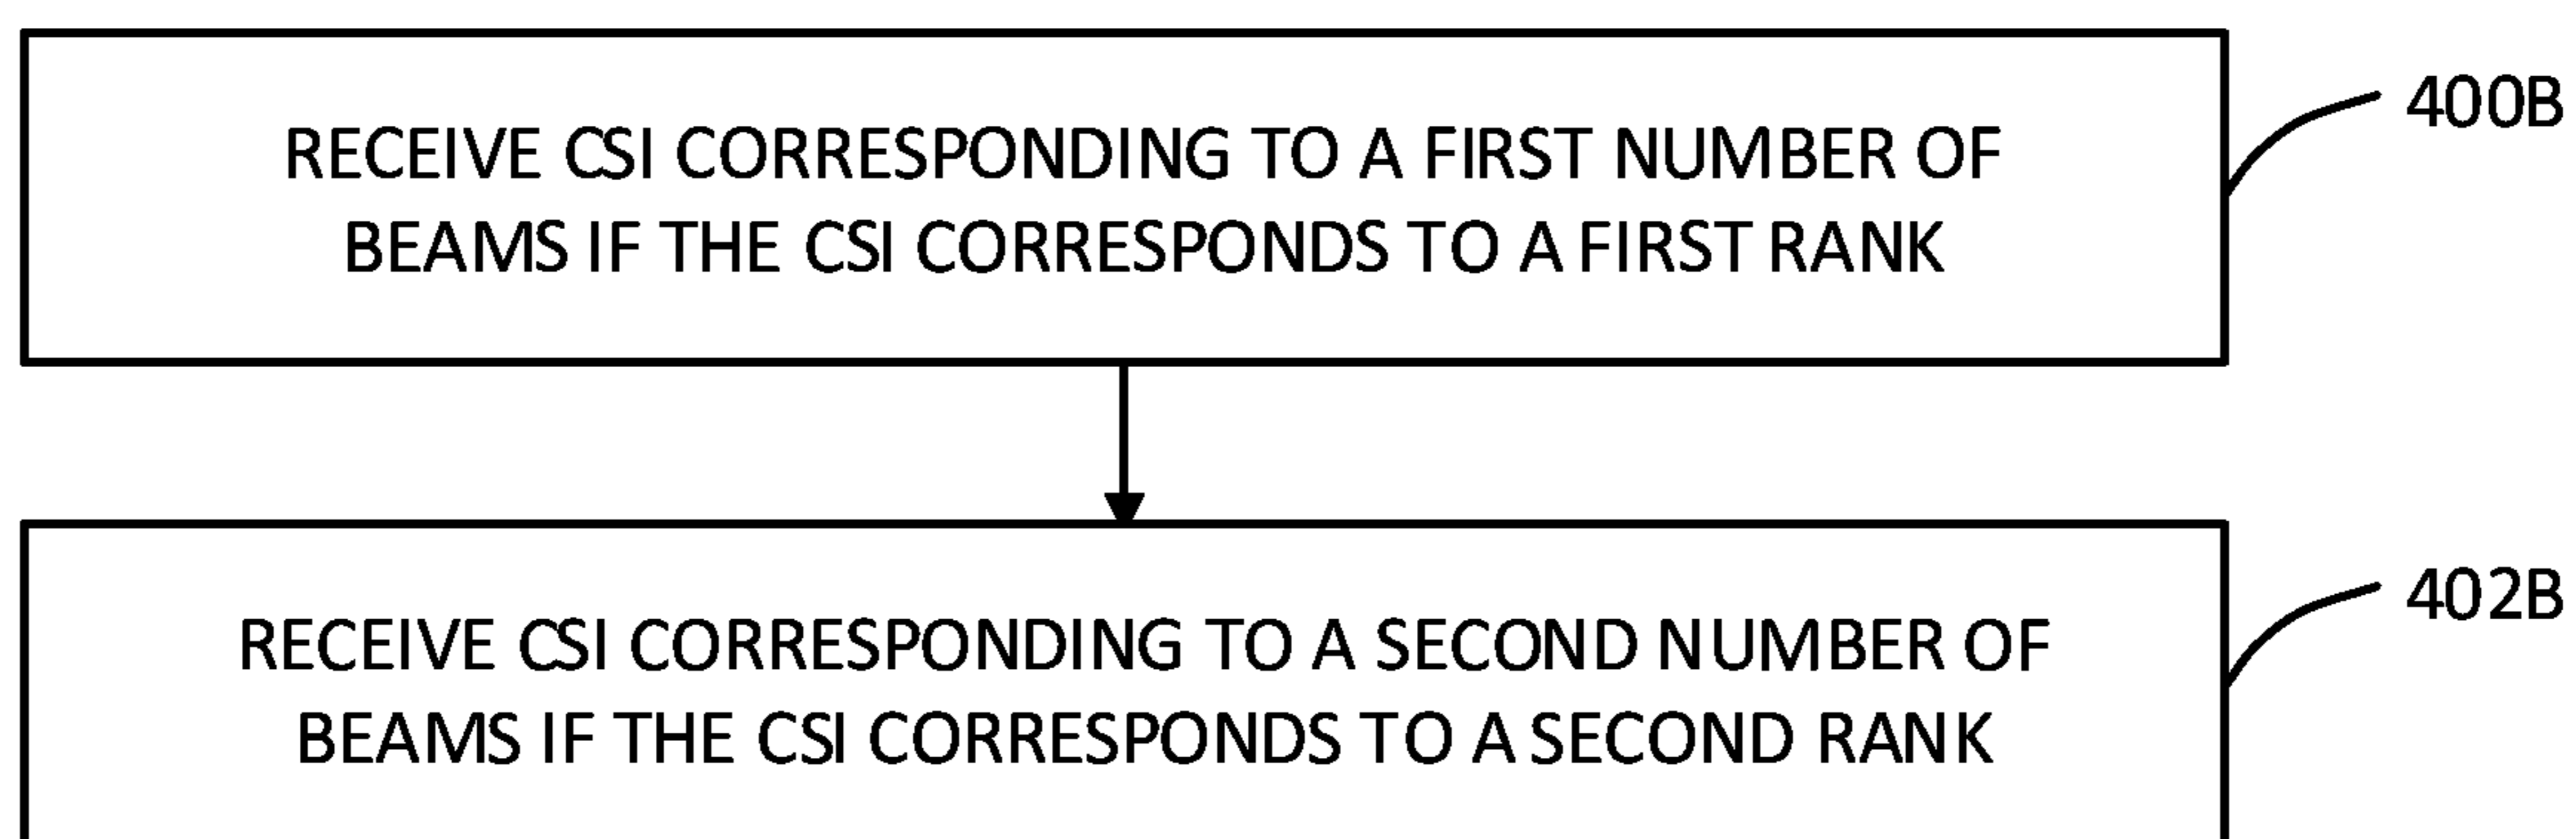 RECEIVE CSI CORRESPONDING TO A FIRST NUMBER OF
BEAMS IF THE CSI CORRESPONDS TO A FIRST RANK
400B
RECEIVE CSI CORRESPONDING TO A SECOND NUMBER OF
BEAMS IF THE CSI CORRESPONDS TO A SECOND RANK
402B